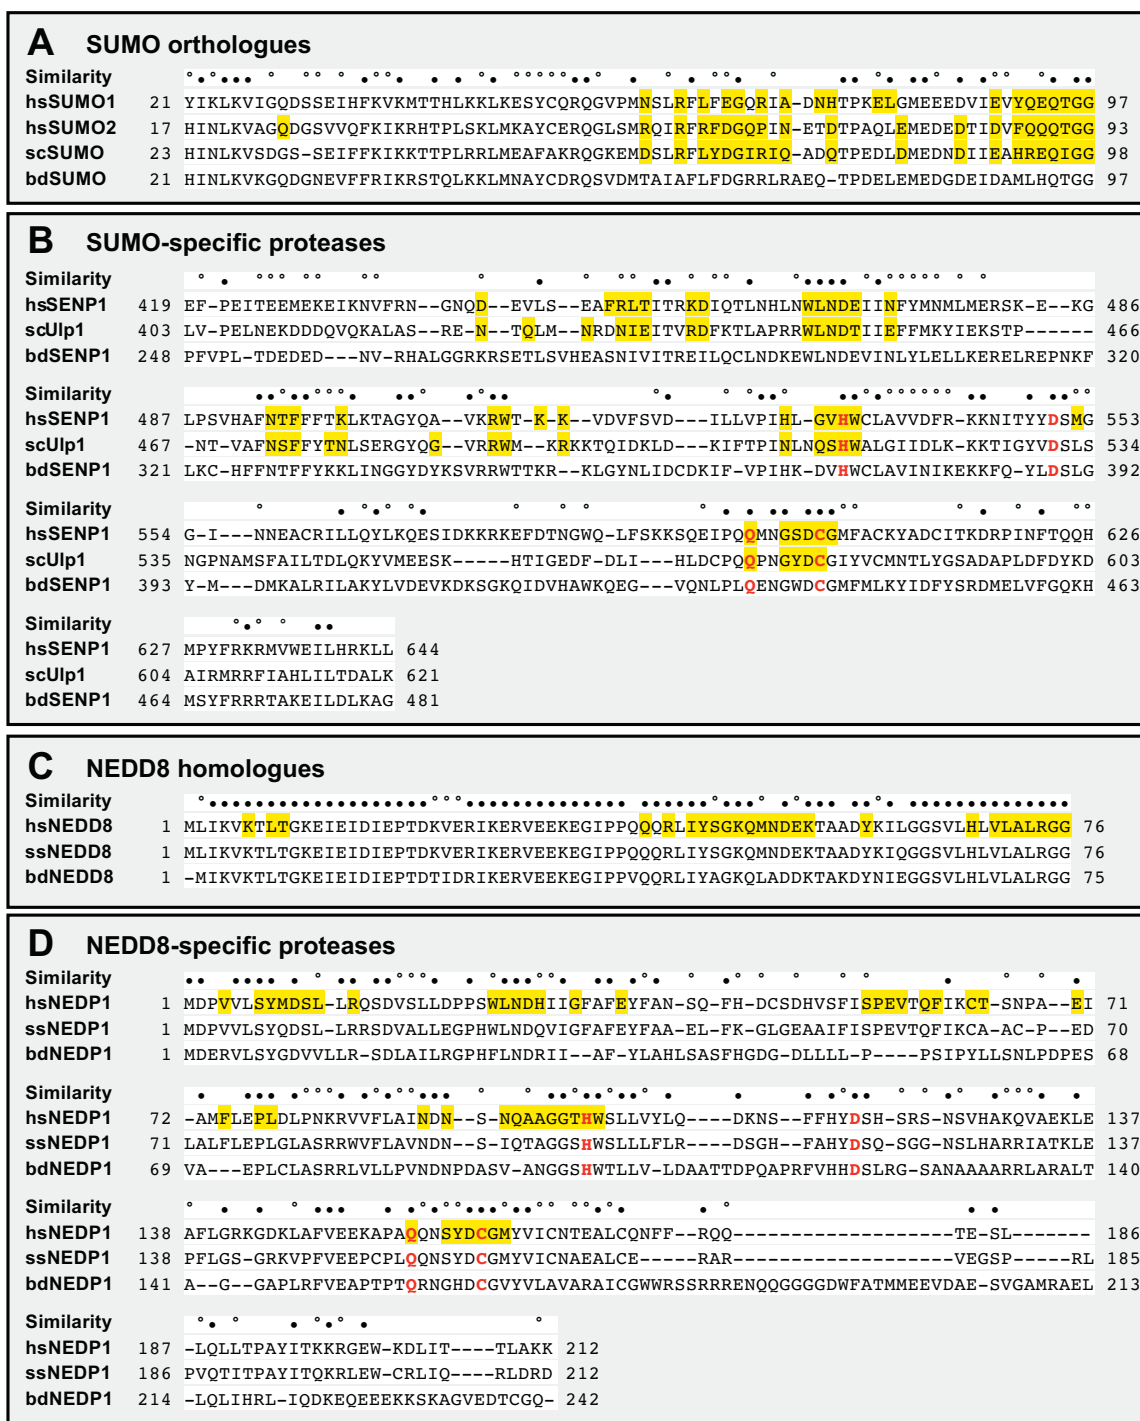 A SUMO orthologues
Similarity
hsSUMO1 21 YIKLKVIGQDSSEIHFKVKMTTHLKKLKESYCQRQGVPMNSLRFLFEGQRIA-DNHTPKELGMEEEDVIEVYQEQTGG 97
hsSUMO2 17 HINLKVAGQDGSVVQFKIKRHTPLSKLMKAYCERQGLSMRQIRFRFDGQPIN-ETDTPAQLEMEDEDTIDVFQQQTGG 93
scSUMO 23 HINLKVSDGS-SEIFFKIKKTTPLRRLMEAFAKRQGKEMDSLRFLYDGIRIQ-ADQTPEDLDMEDNDIIEAHREQIGG 98
bdSUMO 21 HINLKVKGQDGNEVFFRIKRSTQLKKLMNAYCDRQSVDMTAIAFLFDGRRLRAEQ-TPDELEMEDGDEIDAMLHQTGG 97
B SUMO-specific proteases
Similarity
hsSENP1 419 EF-PEITEEMEKEIKNVFRN--GNQD--EVLS--EAFRLTITRKDIQTLNHLNWLNDEIINFYMNMLMERSK-E--KG 486
scUlp1 403 LV-PELNEKDDDQVQKALAS--RE-N--TQLM--NRDNIEITVRDFKTLAPRRWLNDTIIEFFMKYIEKSTP------ 466
bdSENP1 248 PFVPL-TDEDED---NV-RHALGGRKRSETLSVHEASNIVITREILQCLNDKEWLNDEVINLYLELLKERELREPNKF 320
Similarity
hsSENP1 487 LPSVHAFNTFFFTKLKTAGYQA--VKRWT-K-K--VDVFSVD---ILLVPIHL-GVHWCLAVVDFR-KKNITYYDSMG 553
scUlp1 467 -NT-VAFNSFFYTNLSERGYQG--VRRWM--KRKKTQIDKLD---KIFTPINLNQSHWALGIIDLK-KKTIGYVDSLS 534
bdSENP1 321 LKC-HFFNTFFYKKLINGGYDYKSVRRWTTKR--KLGYNLIDCDKIF-VPIHK-DVHWCLAVINIKEKKFQ-YLDSLG 392
Similarity
hsSENP1 554 G-I---NNEACRILLQYLKQESIDKKRKEFDTNGWQ-LFSKKSQEIPQQMNGSDCGMFACKYADCITKDRPINFTQQH 626
scUlp1 535 NGPNAMSFAILTDLQKYVMEESK----HTIGEDF-DLI---HLDCPQQPNGYDCGIYVCMNTLYGSADAPLDFDYKD 603
bdSENP1 393 Y-M---DMKALRILAKYLVDEVKDKSGKQIDVHAWKQEG---VQNLPLQENGWDCGMFMLKYIDFYSRDMELVFGQKH 463
Similarity
hsSENP1 627 MPYFRKRMVWEILHRKLL 644
scUlp1 604 AIRMRRFIAHLILTDALK 621
bdSENP1 464 MSYFRRRTAKEILDLKAG 481
C NEDD8 homologues
Similarity
hsNEDD8 1 MLIKVKTLTGKEIEIDIEPTDKVERIKERVEEKEGIPPQQQRLIYSGKQMNDEKTAADYKILGGSVLHLVLALRGG 76
ssNEDD8 1 MLIKVKTLTGKEIEIDIEPTDKVERIKERVEEKEGIPPQQQRLIYSGKQMNDEKTAADYKIQGGSVLHLVLALRGG 76
bdNEDD8 1 -MIKVKTLTGKEIEIDIEPTDTIDRIKERVEEKEGIPPVQQRLIYAGKQLADDKTAKDYNIEGGSVLHLVLALRGG 75
D NEDD8-specific proteases
Similarity
hsNEDP1 1 MDPVVLSYMDSLL-LRQSDVSLLDPPSWLNDHIIGFAFEYFAN-SQ-FH-DCSDHVSFISPEVTQFIKCT-SNPA--EI 71
ssNEDP1 1 MDPVVLSYQDSLL-LRRSDVALLEGPHWLNDQVIGFAFEYFAA-EL-FK-GLGEAAIFISPEVTQFIKCA-AC-P--ED 70
bdNEDP1 1 MDERVLSYGDVVLLR-SDLAILRGPHFLNDRII--AF-YLAHLSASFHGDG-DLLLL-P----PSIPYLLSNLPDPES 68
Similarity
hsNEDP1 72 -AMFLEPLDLPNKRVVFLAINDN--S-NQAAGGTHWSLLVYLQ----DKNS--FFHYDSH-SRS-NSVHAKQVAEKLE 137
ssNEDP1 71 LALFLEPLGLASRRWVFLAVNDN--S-IQTAGGSHWSLLLFLR----DSGH--FAHYDSQ-SGG-NSLHARRIATKLE 137
bdNEDP1 69 VA---EPLCLASRRLVLLPVNDNPDASV-ANGGSHWTLLV-LDAATTDPQAPRFVHHDSLRG-SANAAAARRLARALT 140
Similarity
hsNEDP1 138 AFLGRKGDKLAFVEEKAPAQQNSYDCGMYVICNTEALCQNFF--RQQ-------------------TE-SL------- 186
ssNEDP1 138 PFLGS-GRKVPFVEEPCPLQQNSYDCGMYVICNAEALCE----RAR-------------------VEGSP-----RL 185
bdNEDP1 141 A--G--GAPLRFVEAPTPTQRNGHDCGVYVLAVARAICGWWRSSRRRENQQGGGGDWFATMMEEVDAE-SVGAMRAEL 213
Similarity
hsNEDP1 187 -LQLLTPAYITKKRGEW-KDLIT----TLAKK 212
ssNEDP1 186 PVQTITPAYITQKRLEW-CRLIQ----RLDRD 212
bdNEDP1 214 -LQLIHRL-IQDKEQEEEKKSKAGVEDTCGQ- 242